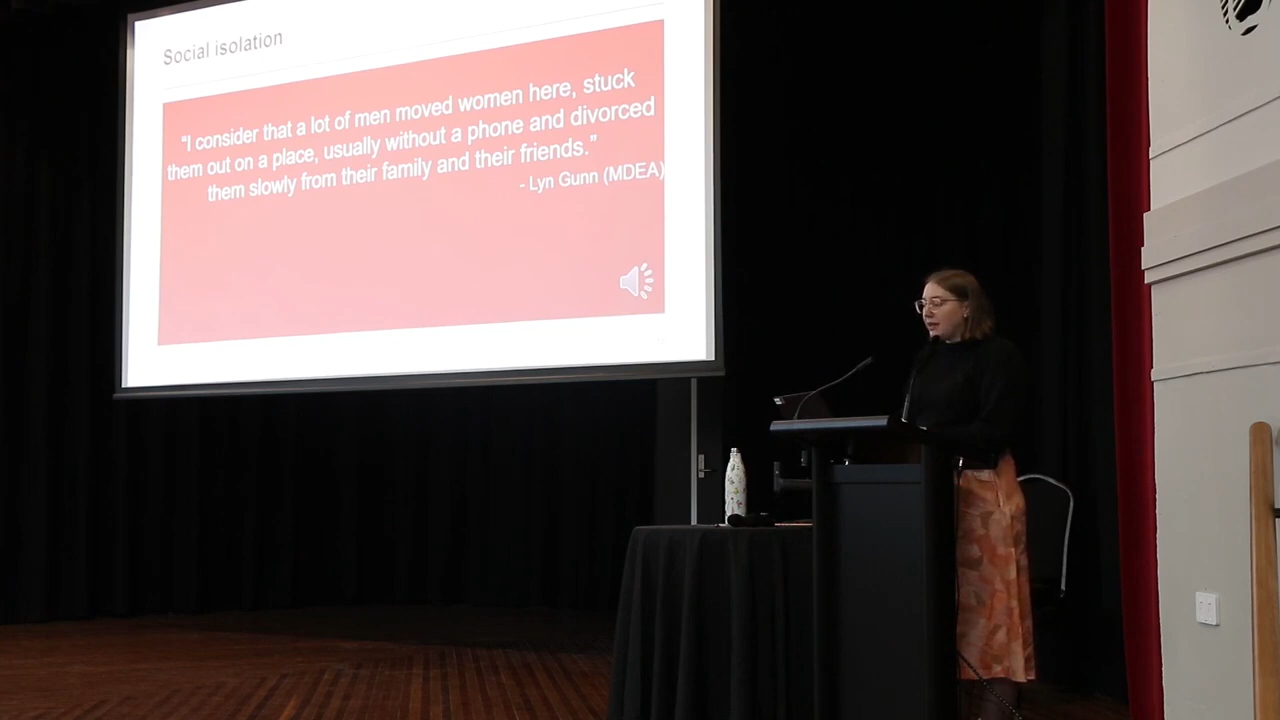 Social isolation
“I consider that a lot of men moved women here, stuck
them out on a place, usually without a phone and divorced
them slowly from their family and their friends.”
- Lyn Gunn (MDEA)